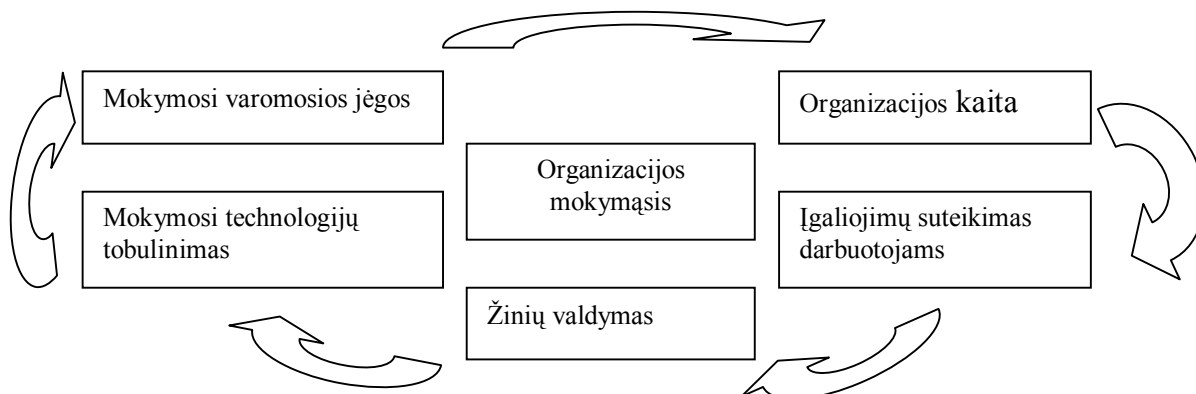 Mokymosi varomosios jėgos
Organizacijos kaita
Organizacijos
mokymąsis
Mokymosi technologijų
tobulinimas
Įgaliojimų suteikimas
darbuotojams
Žinių valdymas